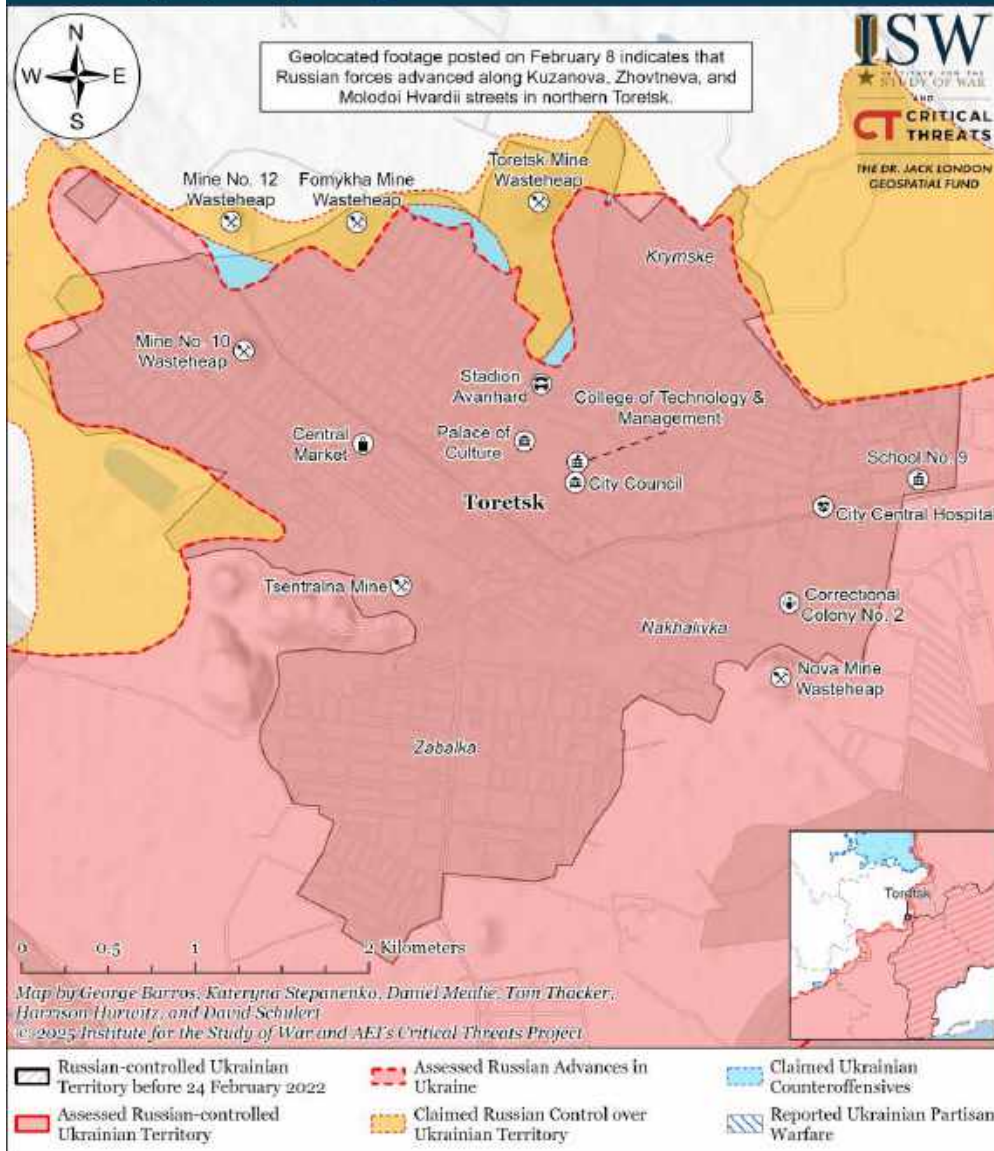 N
W E
S
Geolocated footage posted on February 8 indicates that
Russian forces advanced along Kuzanova, Zhovtneva, and
Molodoi Hvardii streets in northern Toretsk.
ISW
INSTITUTE FOR THE
STUDY OF WAR
AND
CT CRITICAL
THREATS
THE DR. JACK LONDON
GEOSPATIAL FUND
Mine No. 12
Wasteheap
Fomykha Mine
Wasteheap
Toretsk Mine
Wasteheap
Krymske
Mine No. 10
Wasteheap
Stadion
Avanhard
College of Technology &
Management
Central
Market
Palace of
Culture
City Council
School No. 9
Toretsk
City Central Hospital
Tsentralna Mine
Correctional
Colony No. 2
Nakhalivka
Nova Mine
Wasteheap
Zabalka
Toretsk
0 0.5 1 2 Kilometers
Map by George Barros, Kateryna Stepanenko, Daniel Mealie, Tom Thacker,
Harrison Hurwitz, and David Schulert
© 2025 Institute for the Study of War and AEI's Critical Threats Project
Russian-controlled Ukrainian
Territory before 24 February 2022
Assessed Russian Advances in
Ukraine
Claimed Ukrainian
Counteroffensives
Assessed Russian-controlled
Ukrainian Territory
Claimed Russian Control over
Ukrainian Territory
Reported Ukrainian Partisan
Warfare